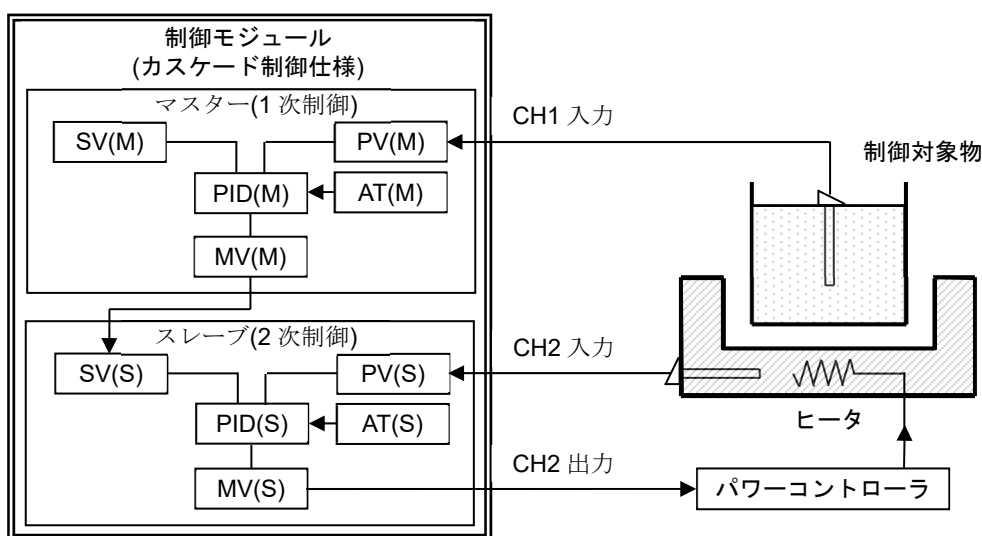 制御モジュール
(カスケード制御仕様)
マスター(1 次制御)
SV(M)
PV(M)
PID(M)
AT(M)
MV(M)
スレーブ(2 次制御)
SV(S)
PV(S)
PID(S)
AT(S)
MV(S)
CH1 入力
制御対象物
CH2 入力
ヒータ
CH2 出力
パワーコントローラ